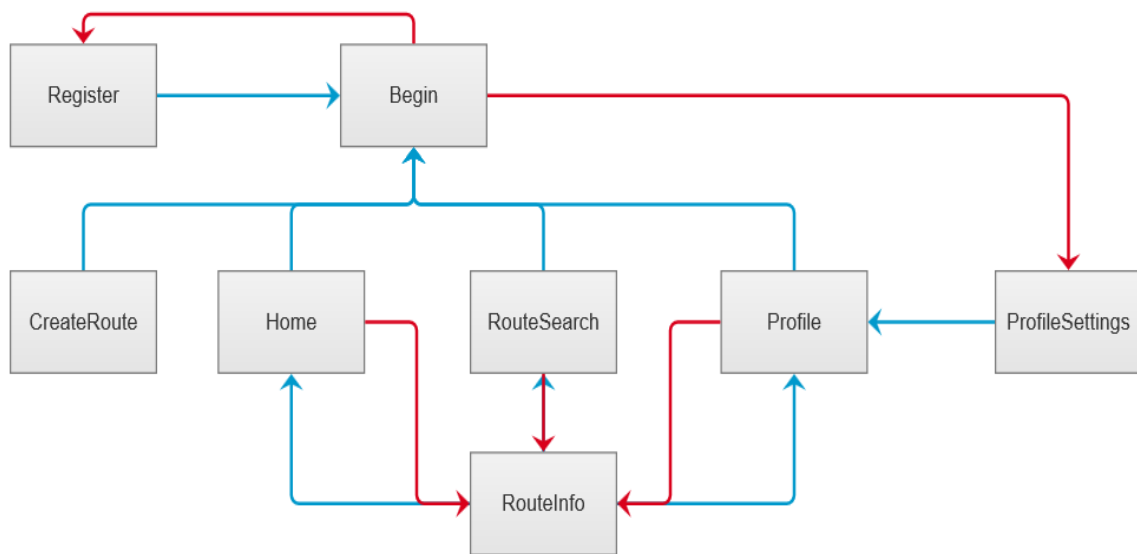 Register
Begin
CreateRoute
Home
RouteSearch
Profile
ProfileSettings
RouteInfo